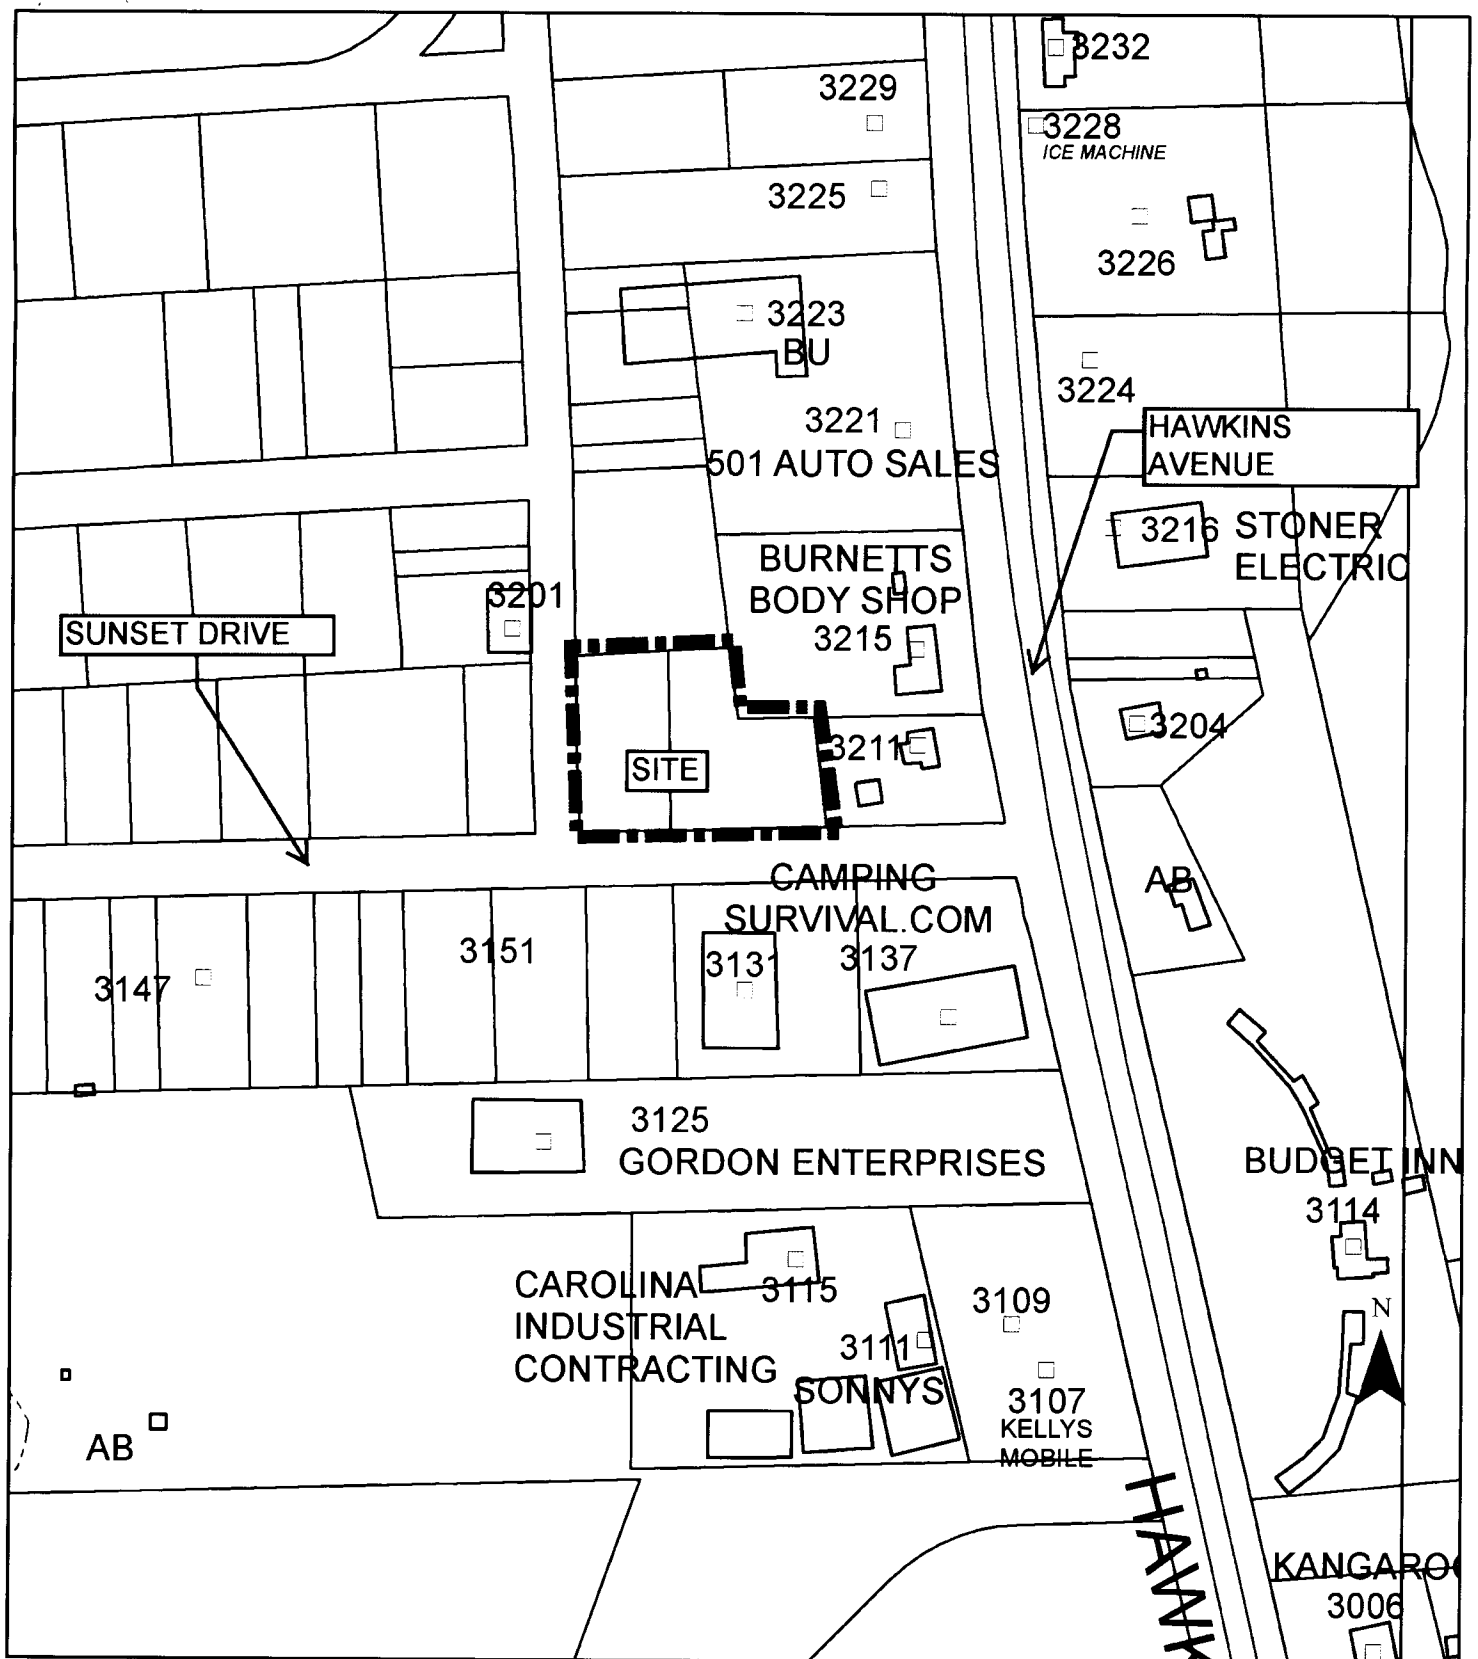 3232
3229
3228
ICE MACHINE
3225
3226
3223
BU
3224
3221
501 AUTO SALES
HAWKINS
AVENUE
3216
STONER
ELECTRIC
BURNETTS
BODY SHOP
3215
3201
SUNSET DRIVE
3204
3211
SITE
CAMPING
SURVIVAL.COM
AB
3151
3131
3137
3147
3125
GORDON ENTERPRISES
BUDGET INN
3114
CAROLINA
INDUSTRIAL
CONTRACTING
3115
3109
N
3111
SONNYS
3107
KELLYS
MOBILE
AB
HAWK
KANGAROO
3006